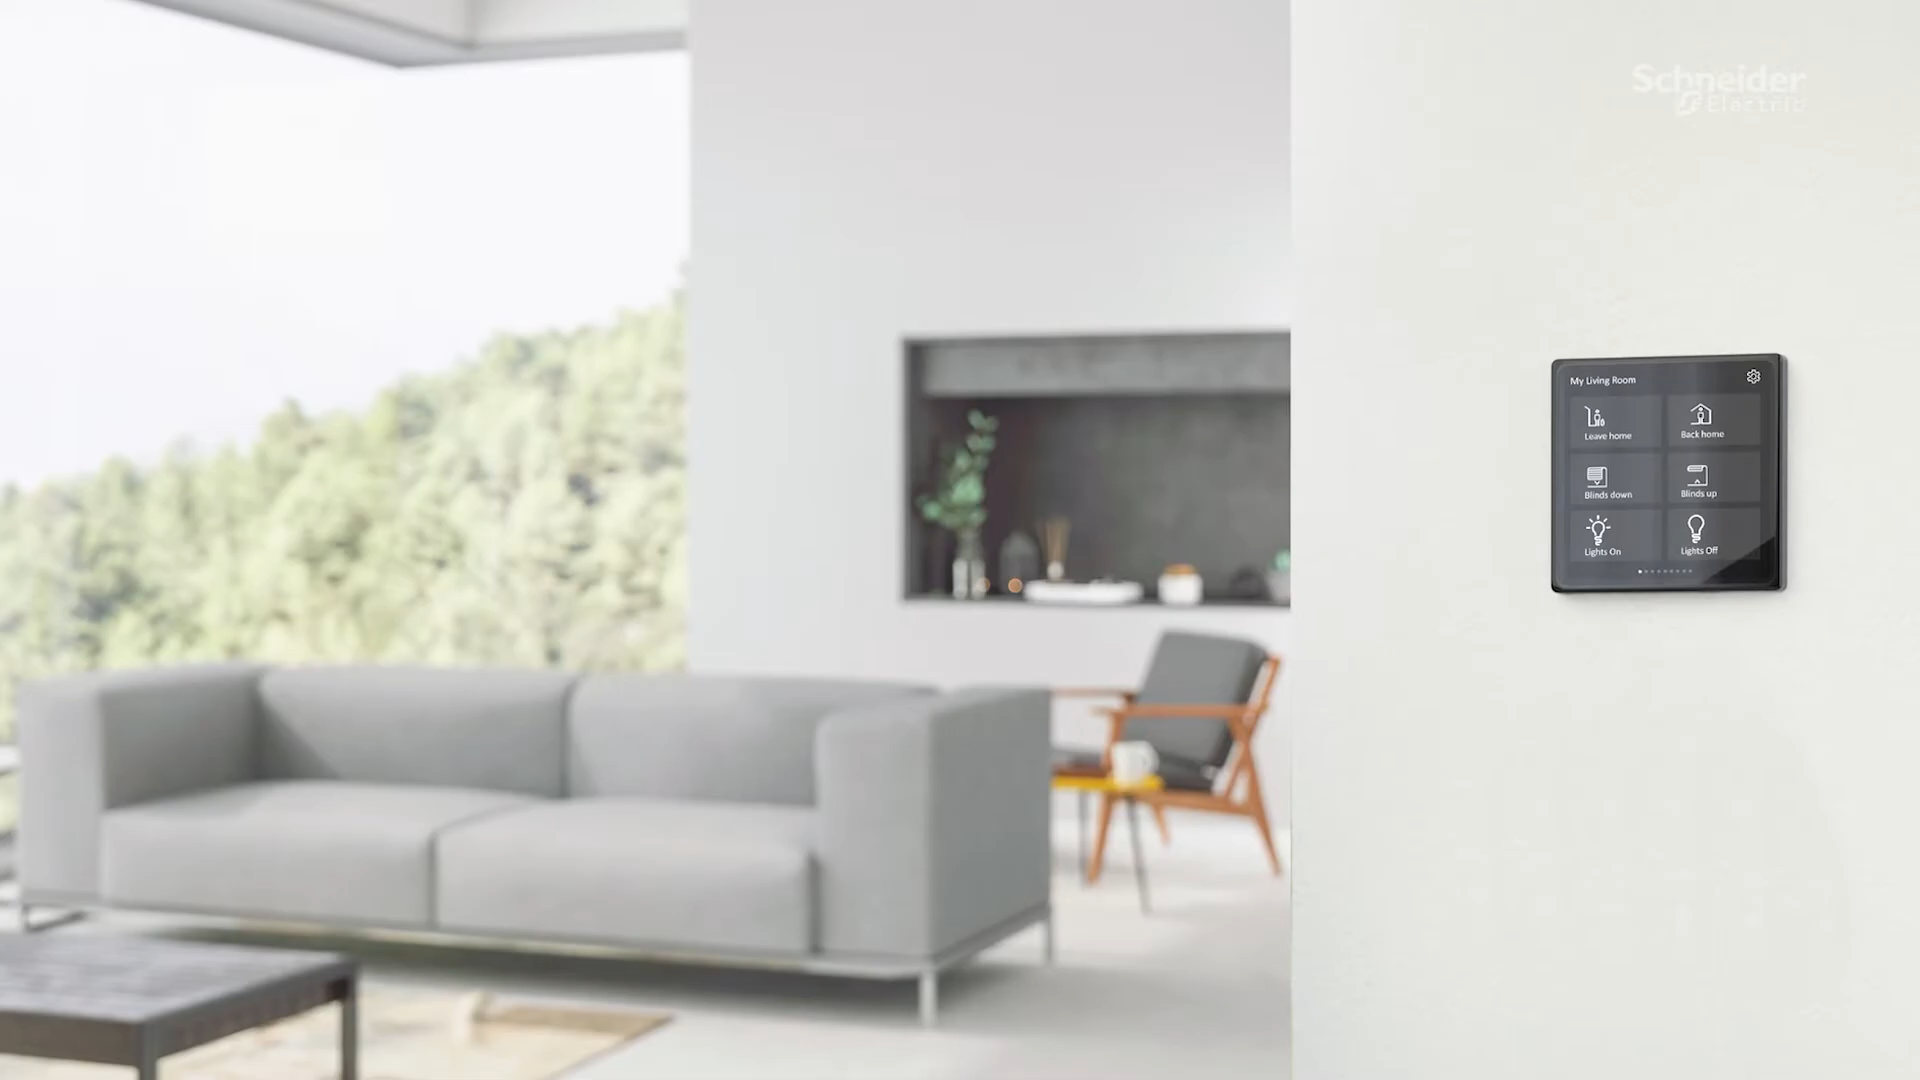 Schneider
Electric
My Living Room
Leave home
Back home
Blinds down
Blinds up
Lights On
Lights Off